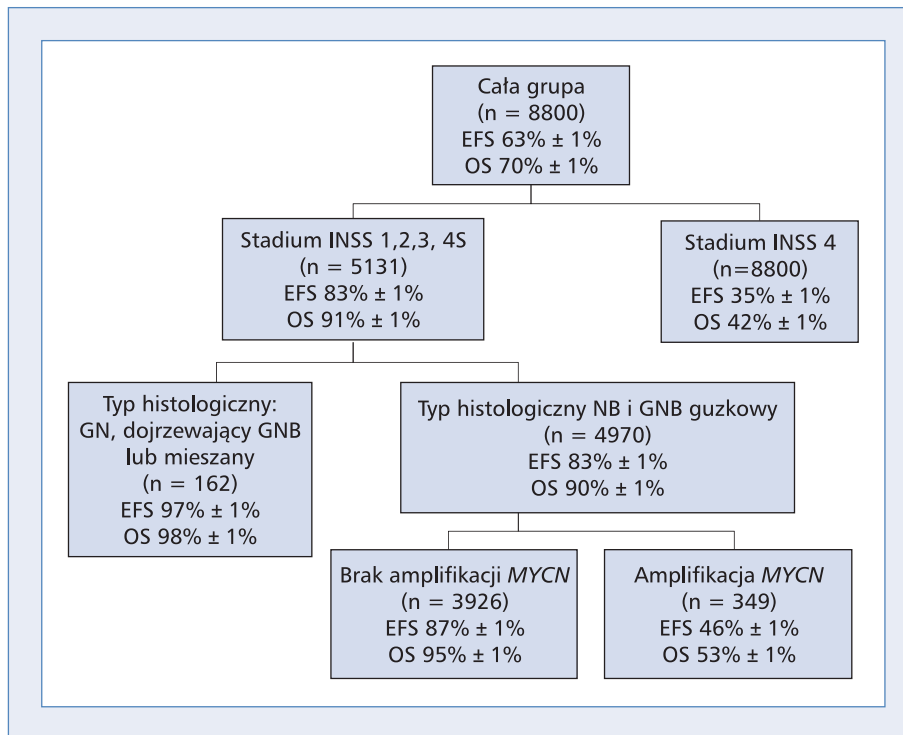 Cała grupa
(n = 8800)
EFS 63% ± 1%
OS 70% ± 1%
Stadium INSS 1,2,3, 4S
(n = 5131)
EFS 83% ± 1%
OS 91% ± 1%
Stadium INSS 4
(n=8800)
EFS 35% ± 1%
OS 42% ± 1%
Typ histologiczny:
GN, dojrzewający GNB
lub mieszany
(n = 162)
EFS 97% ± 1%
OS 98% ± 1%
Typ histologiczny NB i GNB guzkowy
(n = 4970)
EFS 83% ± 1%
OS 90% ± 1%
Brak amplifikacji MYCN
(n = 3926)
EFS 87% ± 1%
OS 95% ± 1%
Amplifikacja MYCN
(n = 349)
EFS 46% ± 1%
OS 53% ± 1%